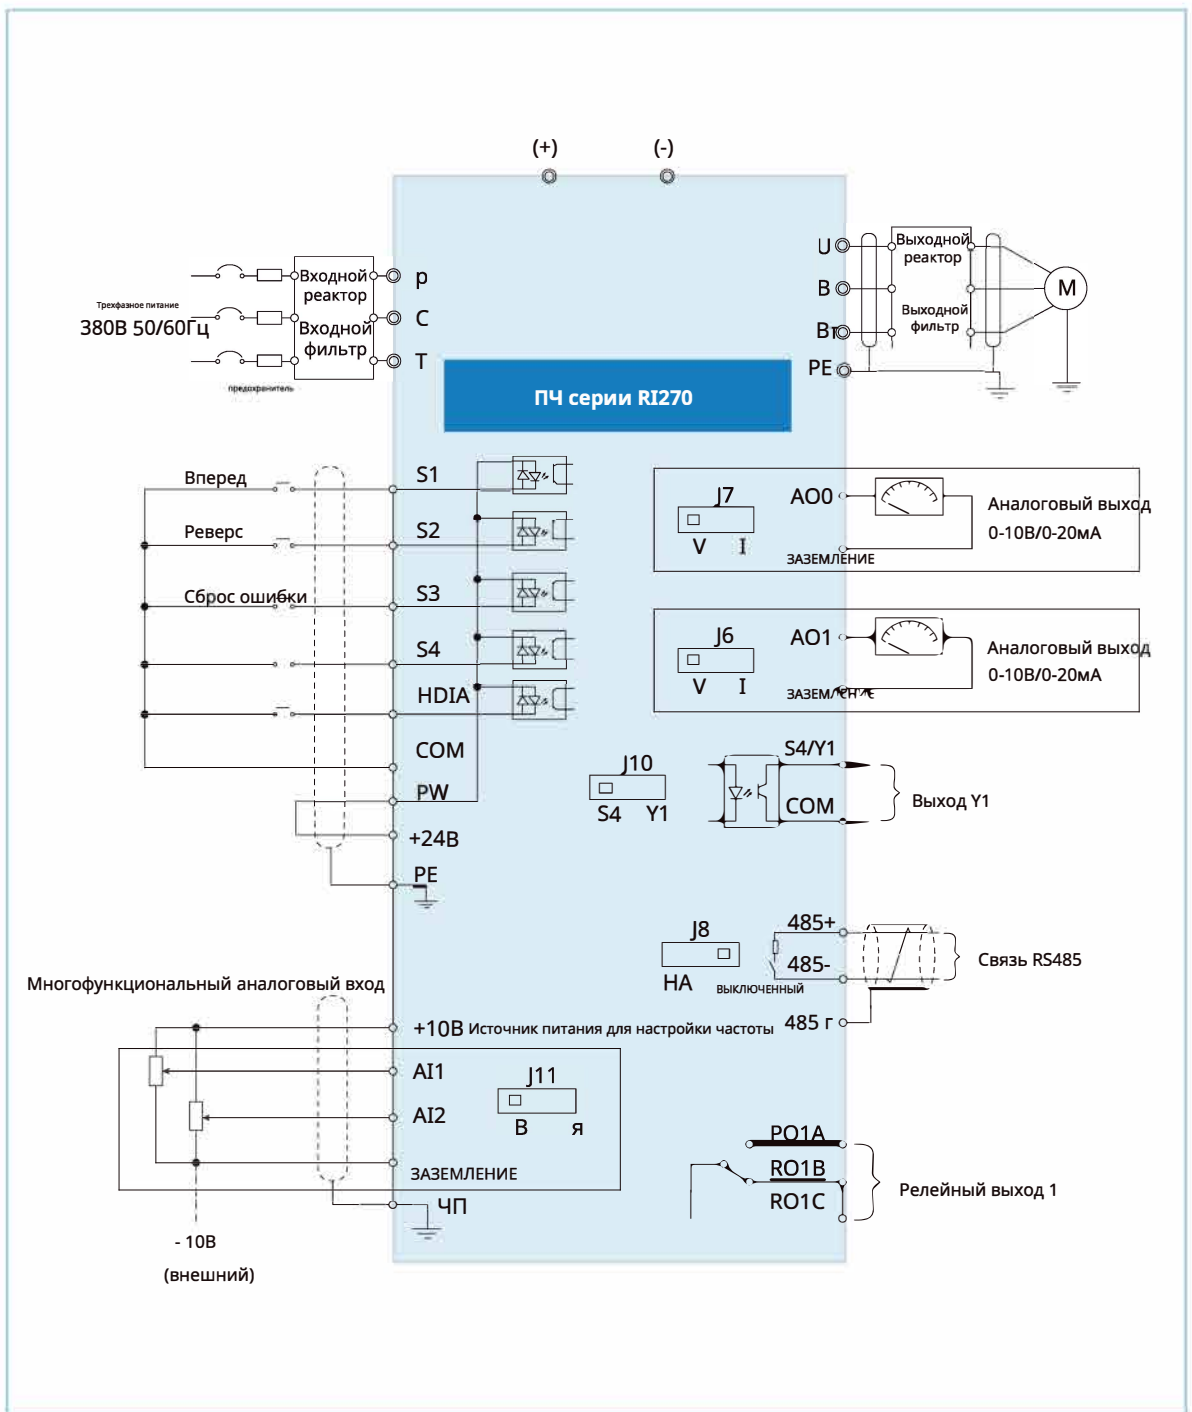 (+) (-)
U
Выходной
реактор
Входной
реактор
р
Трехфазное питание
380В 50/60Гц
Входной
фильтр
С
В
М
Выходной
фильтр
Вт
Т
РЕ
предохранитель
ПЧ серии RI270
Вперед
S1
Реверс
S2
Сброс ошибки
S3
S4
HDIA
COM
PW
+24В
PE
J7
V I
AO0
ЗАЗЕМЛЕНИЕ
Аналоговый выход
0-10В/0-20мА
J6
V I
AO1
Аналоговый выход
0-10В/0-20мА
J10
S4 Y1
S4/Y1
COM
Выход Y1
J8
НА
ВЫКЛЮЧЕННЫЙ
485+
485-
Связь RS485
485 г
Многофункциональный аналоговый вход
+10В Источник питания для настройки частоты
AI1
AI2
J11
В я
ЗАЗЕМЛЕНИЕ
ЧП
- 10В
(внешний)
PO1A
RO1B
RO1C
Релейный выход 1